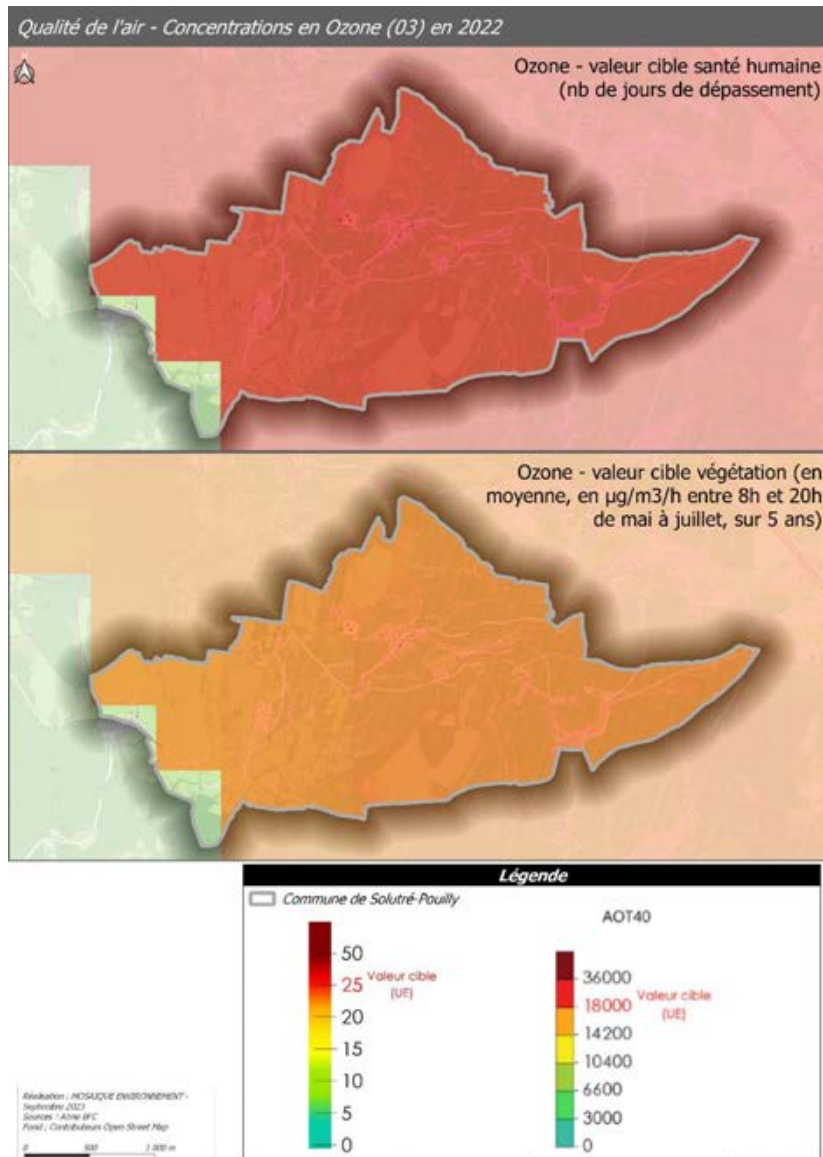 Qualité de l'air - Concentrations en Ozone (03) en 2022
Ozone - valeur cible santé humaine
(nb de jours de dépassement)
Ozone - valeur cible végétation (en
moyenne, en µg/m3/h entre 8h et 20h
de mai à juillet, sur 5 ans)
Légende
Commune de Solutré-Pouilly
50
25 Valeur cible
(UE)
20
15
10
5
0
AOT40
36000
18000 Valeur cible
(UE)
14200
10400
6600
3000
0
Réalisation : MOSAIQUE ENVIRONNEMENT -
Septembre 2023
Sources : Atmo BFC
Fond : Contributeurs Open Street Map
0 500 1 000 m